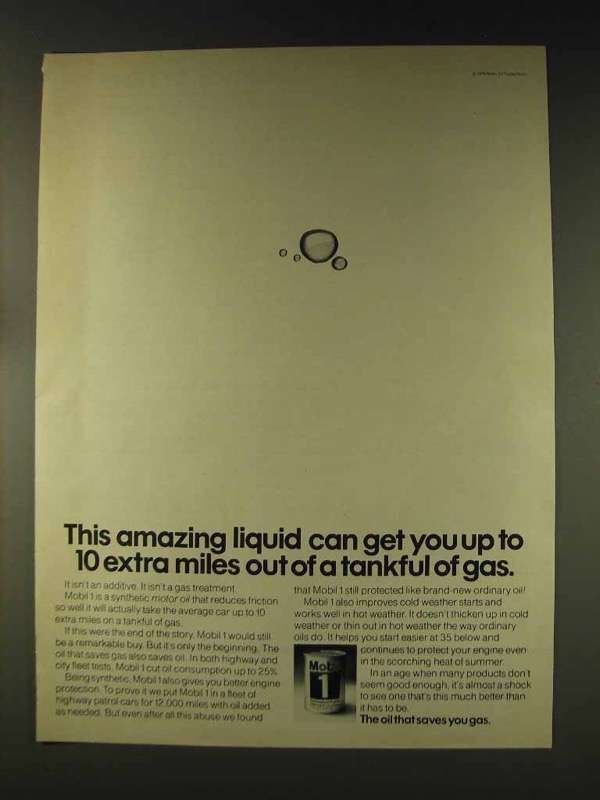 This amazing liquid can get you up to
10 extra miles out of a tankful of gas.
It isn't an additive. It isn't a gas treatment.
Mobil 1 is a synthetic motor oil that reduces friction
so well it will actually take the average car up to 10
extra miles on a tankful of gas.
If this were the end of the story, Mobil 1 would still
be a remarkable buy. But it's only the beginning. The
oil that saves gas also saves oil. In both highway and
city fleet tests, Mobil 1 cut oil consumption up to 25%.
Being synthetic, Mobil 1 also gives you better engine
protection. To prove it we put Mobil 1 in a fleet of
highway patrol cars for 12,000 miles with oil added
as needed. But even after all this abuse we found
that Mobil 1 still protected like brand-new ordinary oil!
Mobil 1 also improves cold weather starts and
works well in hot weather. It doesn't thicken up in cold
weather or thin out in hot weather the way ordinary
oils do. It helps you start easier at 35 below and
continues to protect your engine even
in the scorching heat of summer.
In an age when many products don't
seem good enough, it's almost a shock
to see one that's this much better than
it has to be.
The oil that saves you gas.
Mobil
1